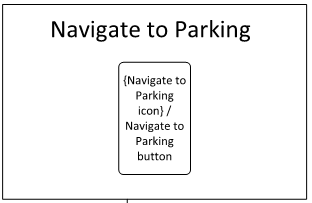 Navigate to Parking
{Navigate to
Parking
icon} /
Navigate to
Parking
button